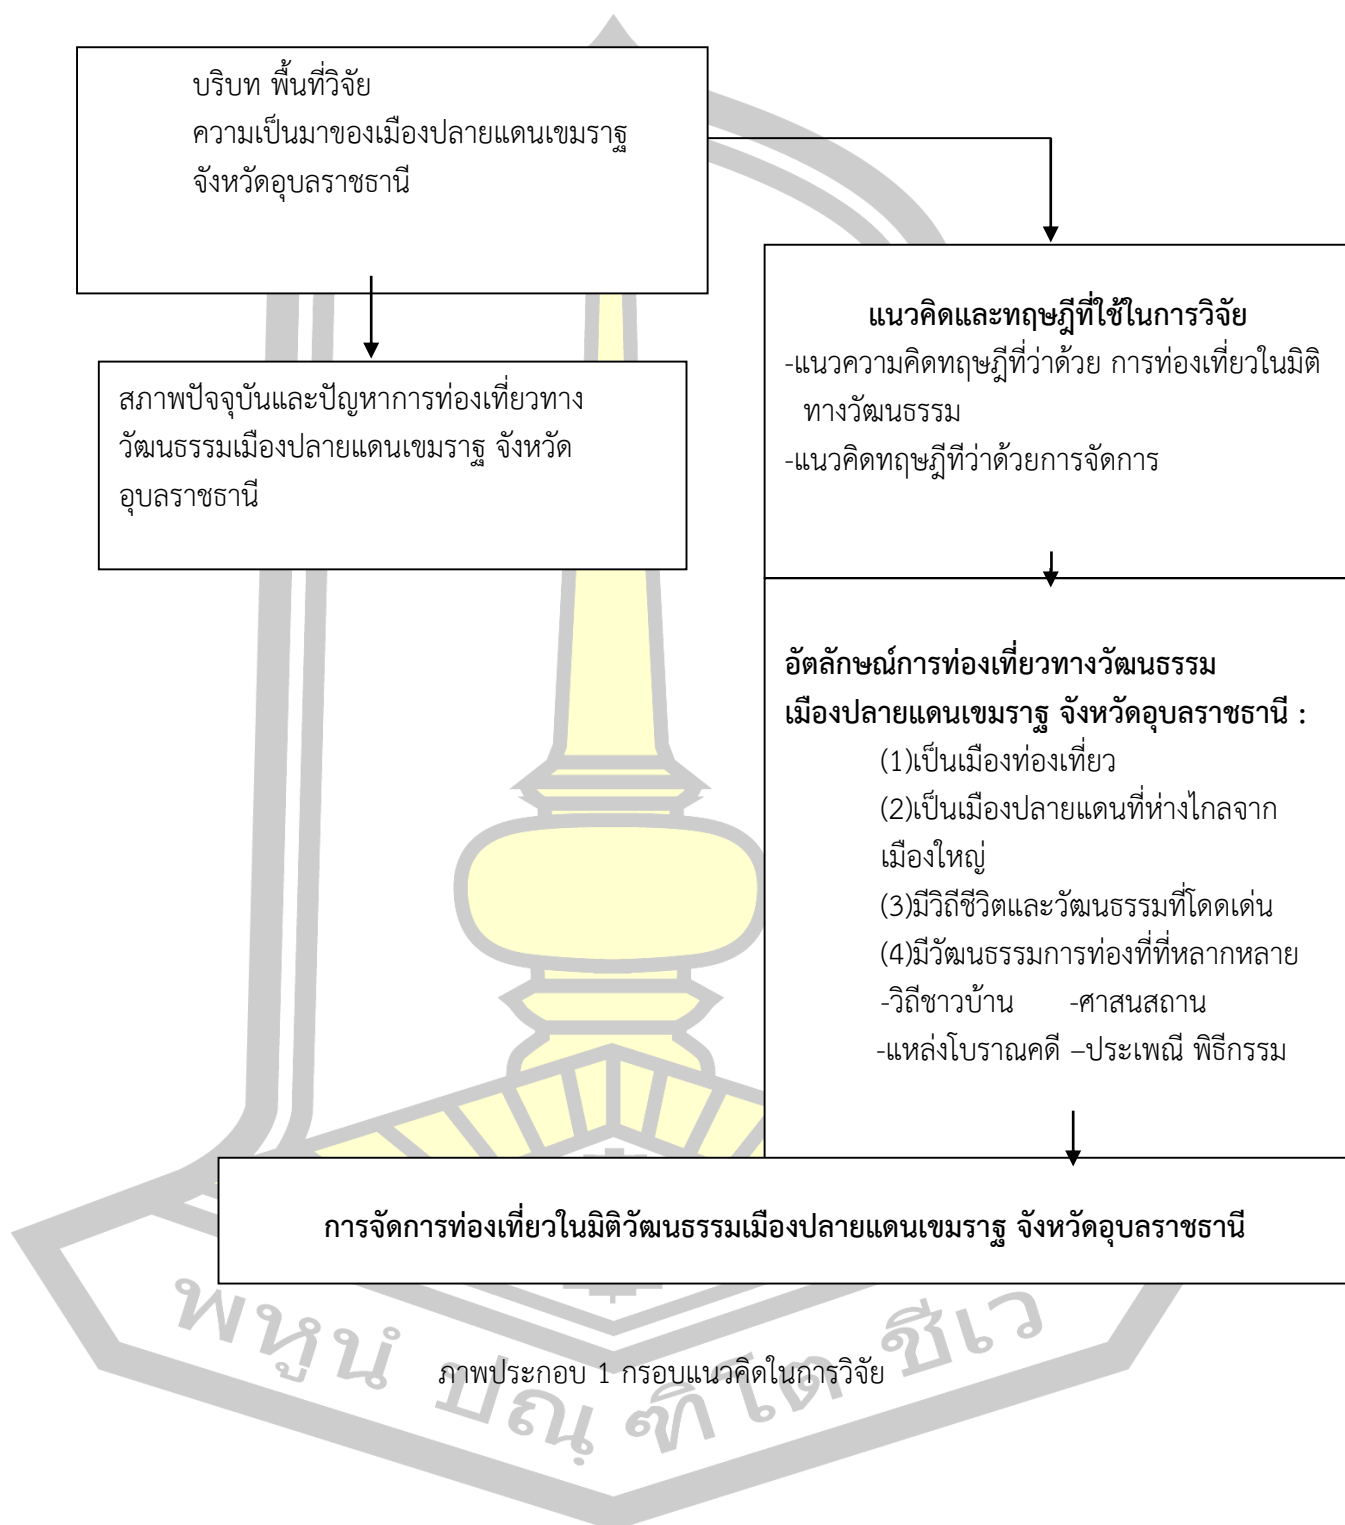 บริบท พื้นที่วิจัย
ความเป็นมาของเมืองปลายแดนเขมราฐ
จังหวัดอุบลราชธานี
สภาพปัจจุบันและปัญหาการท่องเที่ยวทาง
วัฒนธรรมเมืองปลายแดนเขมราฐ จังหวัด
อุบลราชธานี
แนวคิดและทฤษฎีที่ใช้ในการวิจัย
-แนวความคิดทฤษฎีที่ว่าด้วย การท่องเที่ยวในมิติ
ทางวัฒนธรรม
-แนวคิดทฤษฎีทีว่าด้วยการจัดการ
อัตลักษณ์การท่องเที่ยวทางวัฒนธรรม
เมืองปลายแดนเขมราฐ จังหวัดอุบลราชธานี :
(1)เป็นเมืองท่องเที่ยว
(2)เป็นเมืองปลายแดนที่ห่างไกลจาก
เมืองใหญ่
(3)มีวิถีชีวิตและวัฒนธรรมที่โดดเด่น
(4)มีวัฒนธรรมการท่องที่ที่หลากหลาย
-วิถีชาวบ้าน -ศาสนสถาน
-แหล่งโบราณคดี –ประเพณี พิธีกรรม
การจัดการท่องเที่ยวในมิติวัฒนธรรมเมืองปลายแดนเขมราฐ จังหวัดอุบลราชธานี
พหูนํ ปณฺฑิโต ชีเว
ภาพประกอบ 1 กรอบแนวคิดในการวิจัย